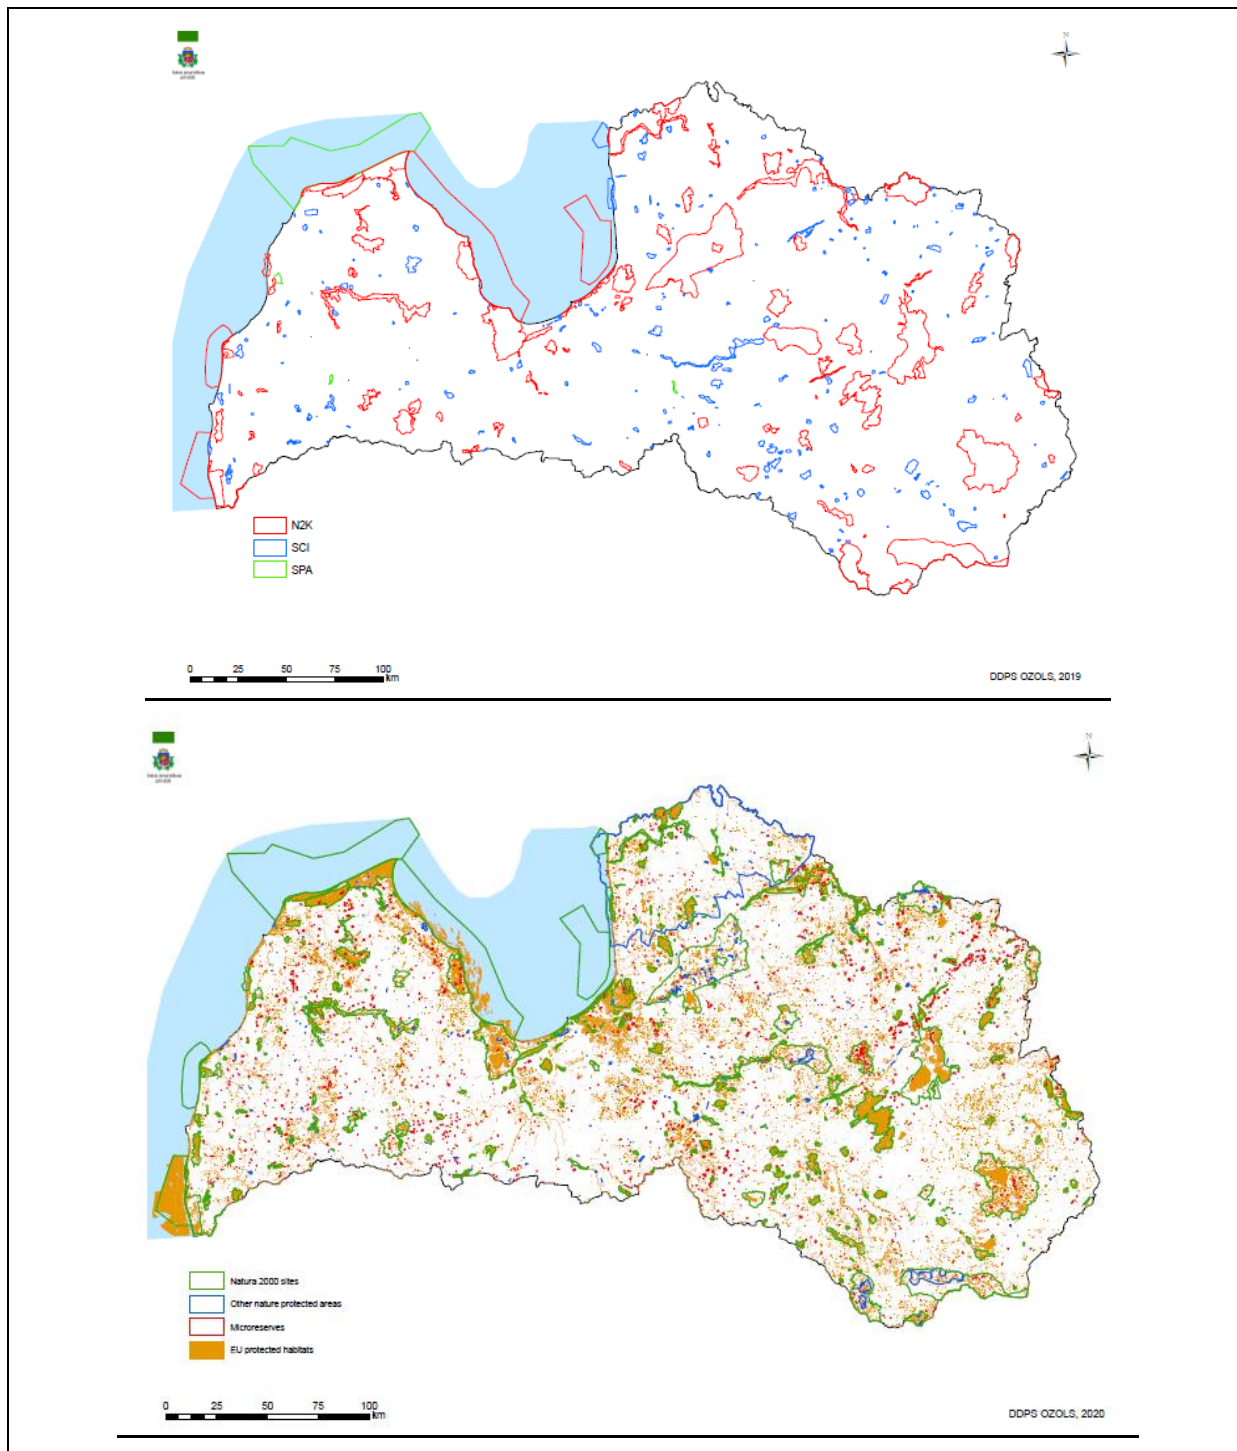 N
N2K
SCI
SPA
0 25 50 75 100
km
DDPS OZOLS, 2019
N
Natura 2000 sites
Other nature protected areas
Microreserves
EU protected habitats
0 25 50 75 100
km
DDPS OZOLS, 2020